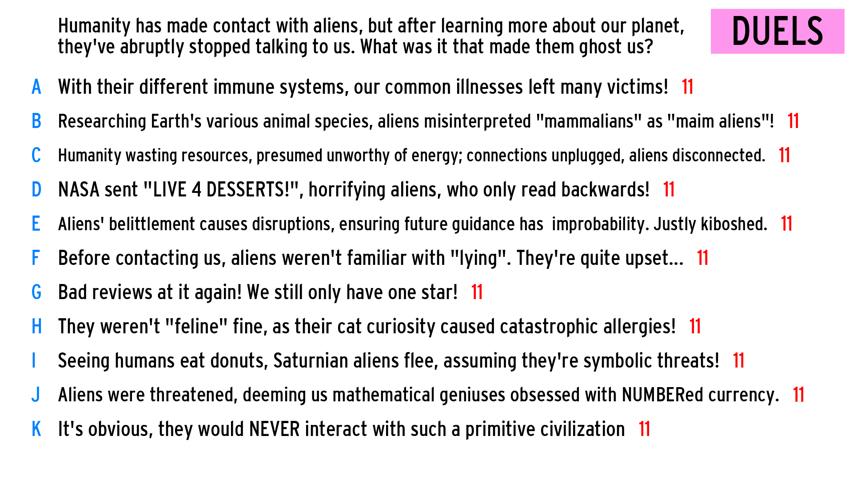 Humanity has made contact with aliens, but after learning more about our planet,
they've abruptly stopped talking to us. What was it that made them ghost us?
DUELS
A With their different immune systems, our common illnesses left many victims! 11
B Researching Earth's various animal species, aliens misinterpreted "mammalians" as "maim aliens"! 11
C Humanity wasting resources, presumed unworthy of energy; connections unplugged, aliens disconnected. 11
D NASA sent "LIVE 4 DESSERTS!", horrifying aliens, who only read backwards! 11
E Aliens' belittlement causes disruptions, ensuring future guidance has improbability. Justly kiboshed. 11
F Before contacting us, aliens weren't familiar with "lying". They're quite upset... 11
G Bad reviews at it again! We still only have one star! 11
H They weren't "feline" fine, as their cat curiosity caused catastrophic allergies! 11
I Seeing humans eat donuts, Saturnian aliens flee, assuming they're symbolic threats! 11
J Aliens were threatened, deeming us mathematical geniuses obsessed with NUMBERed currency. 11
K It's obvious, they would NEVER interact with such a primitive civilization 11